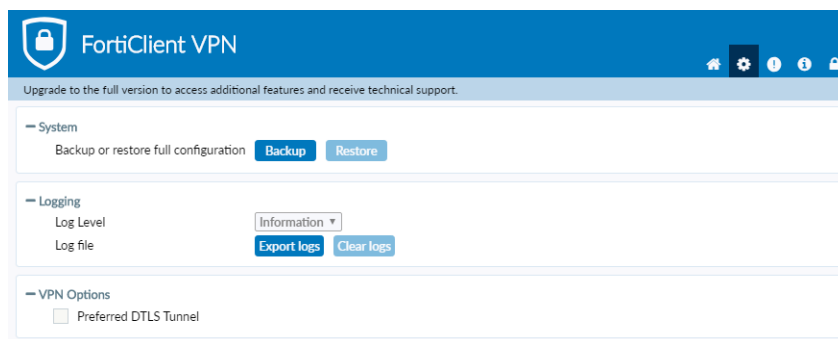 FortiClient VPN
Upgrade to the full version to access additional features and receive technical support.
System
Backup or restore full configuration Backup Restore
Logging
Log Level Information
Log file Export logs Clear logs
VPN Options
Preferred DTLS Tunnel